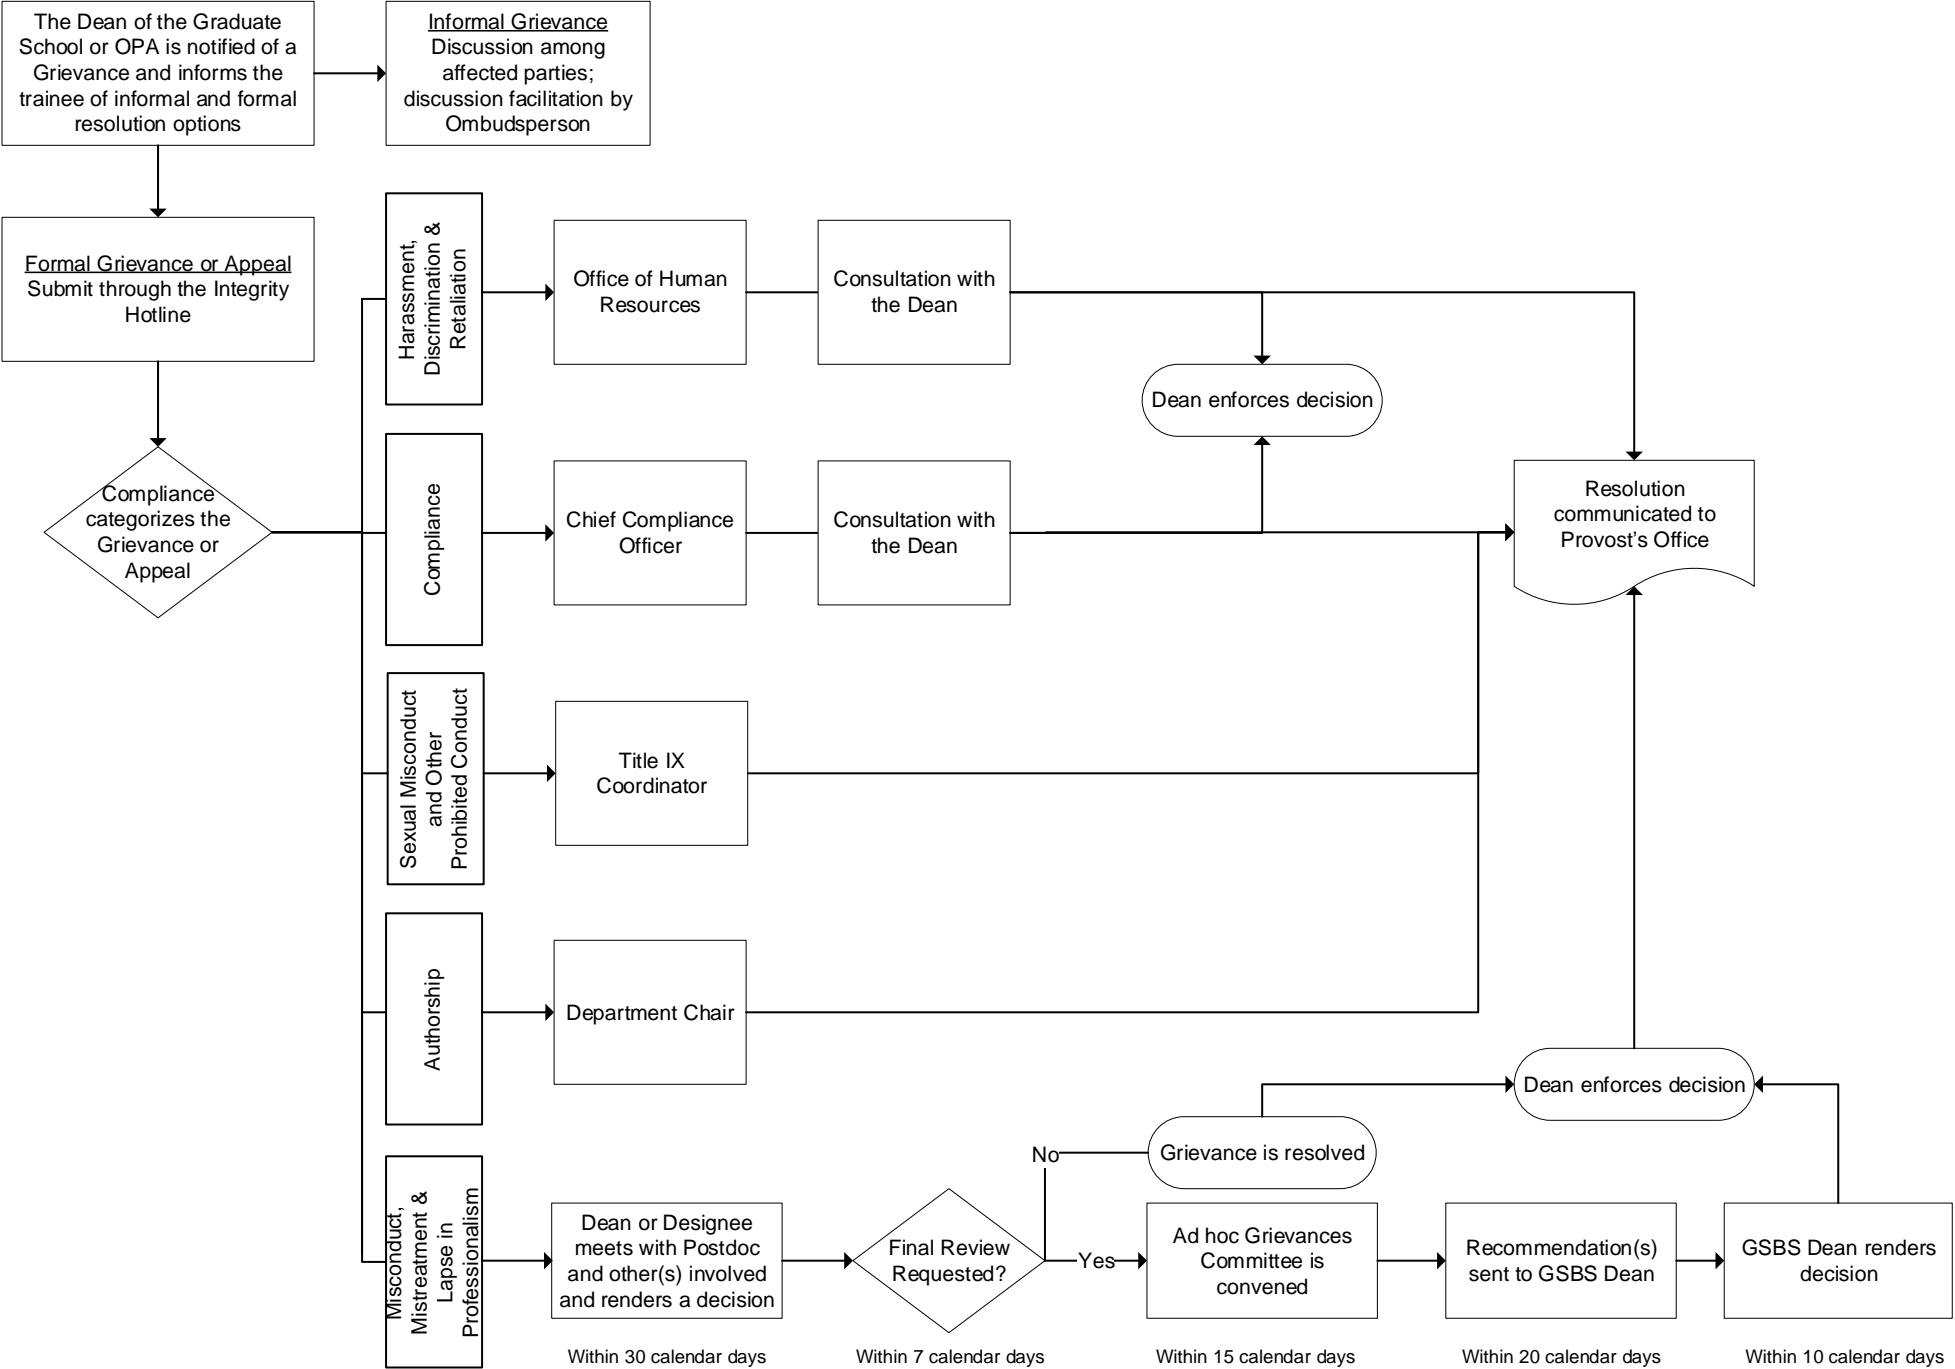 The Dean of the Graduate
School or OPA is notified of a
Grievance and informs the
trainee of informal and formal
resolution options
Informal Grievance
Discussion among
affected parties;
discussion facilitation by
Ombudsperson
Formal Grievance or Appeal
Submit through the Integrity
Hotline
Compliance
categorizes the
Grievance or
Appeal
Harassment,
Discrimination &
Retaliation
Office of Human
Resources
Consultation with
the Dean
Dean enforces decision
Compliance
Chief Compliance
Officer
Consultation with
the Dean
Resolution
communicated to
Provost's Office
Sexual Misconduct
and Other
Prohibited Conduct
Title IX
Coordinator
Authorship
Department Chair
Dean enforces decision
Misconduct,
Mistreatment &
Lapse in
Professionalism
Dean or Designee
meets with Postdoc
and other(s) involved
and renders a decision
Final Review
Requested?
No
Grievance is resolved
Yes
Ad hoc Grievances
Committee is
convened
Recommendation(s)
sent to GSBS Dean
GSBS Dean renders
decision
Within 30 calendar days
Within 7 calendar days
Within 15 calendar days
Within 20 calendar days
Within 10 calendar days